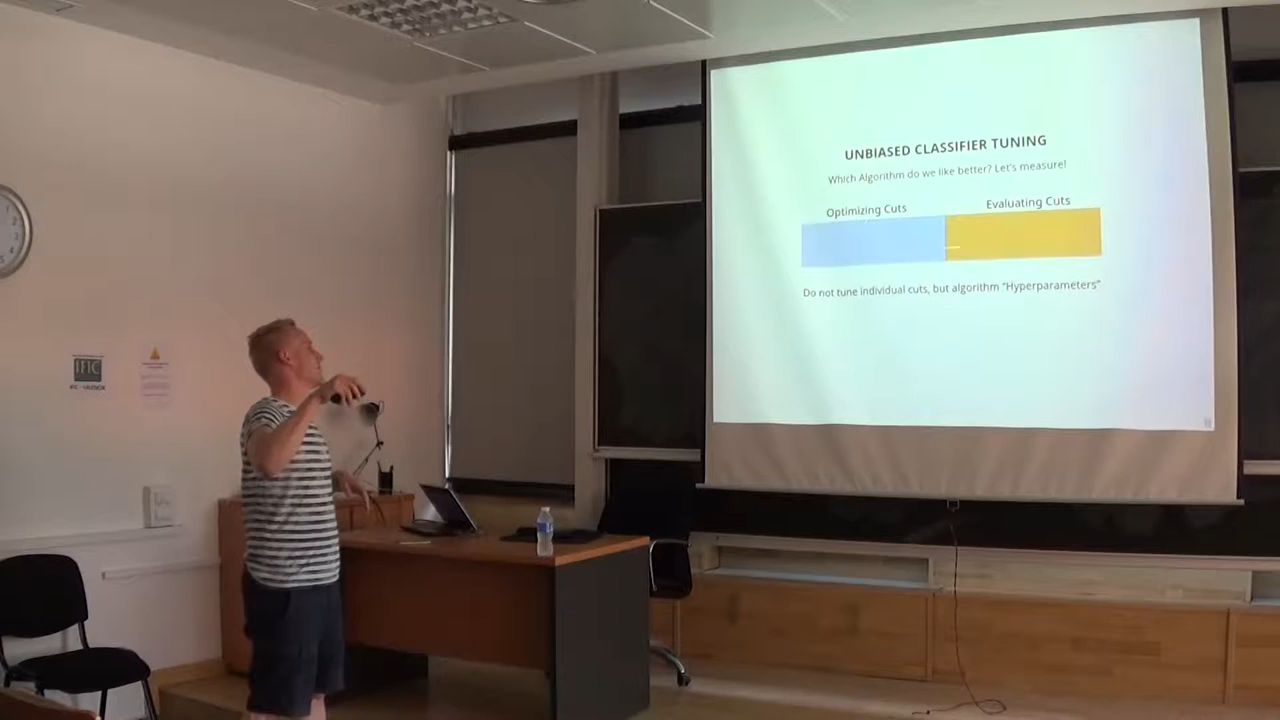 UNBIASED CLASSIFIER TUNING
Which Algorithm do we like better? Let's measure!
Optimizing Cuts
Evaluating Cuts
Do not tune individual cuts, but algorithm "Hyperparameters"
IFIC